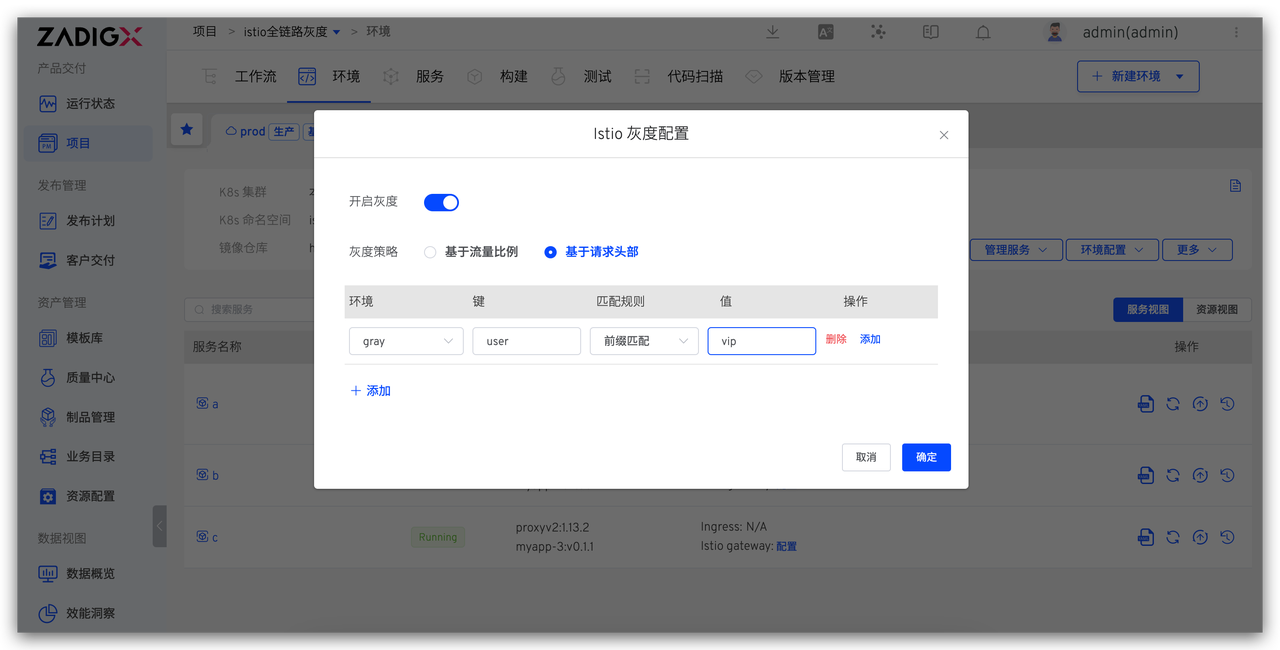 ZADIGX
项目 > istio全链路灰度 > 环境
admin(admin)
产品交付
运行状态
项目
发布管理
发布计划
客户交付
资产管理
模板库
质量中心
制品管理
业务目录
资源配置
数据视图
数据概览
效能洞察
工作流 环境 服务 构建 测试 代码扫描 版本管理
+ 新建环境
prod 生产
K8s 集群
K8s 命名空间
镜像仓库
管理服务 环境配置 更多
搜索服务
服务视图 资源视图
服务名称 操作
a
b
c Running
proxyv2:1.13.2
myapp-3:v0.1.1
Ingress: N/A
Istio gateway: 配置
Istio 灰度配置
开启灰度
灰度策略 基于流量比例 基于请求头部
环境 键 匹配规则 值 操作
gray user 前缀匹配 vip 删除 添加
+ 添加
取消 确定